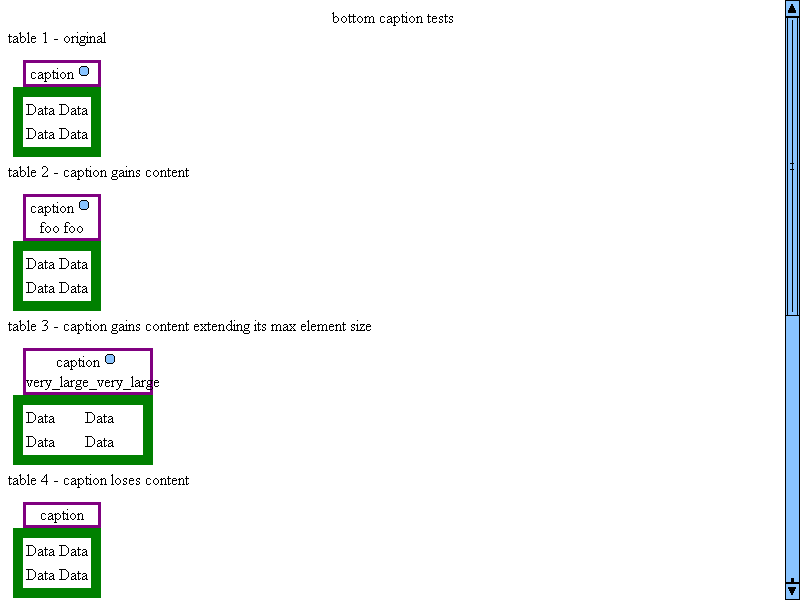 bottom caption tests
table 1 - original
caption
Data Data
Data Data
table 2 - caption gains content
caption
foo foo
Data Data
Data Data
table 3 - caption gains content extending its max element size
caption
very_large_very_large
Data Data
Data Data
table 4 - caption loses content
caption
Data Data
Data Data